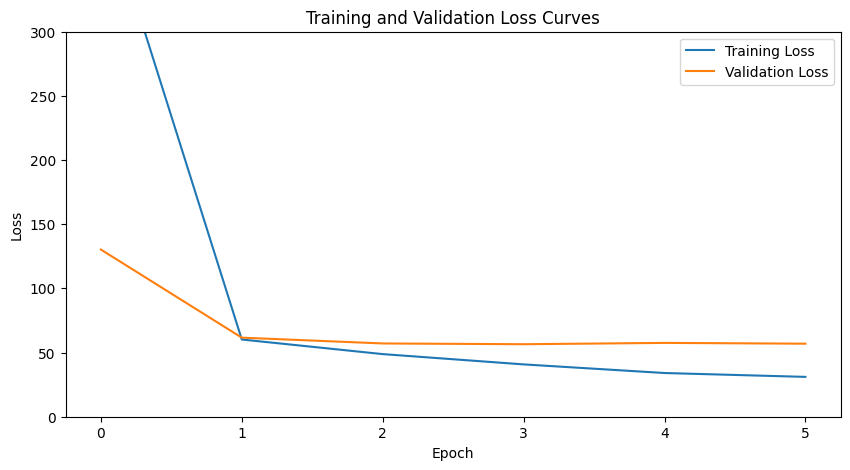 Training and Validation Loss Curves
Training Loss
Validation Loss
300
250
200
150
100
50
0
Loss
0 1 2 3 4 5
Epoch